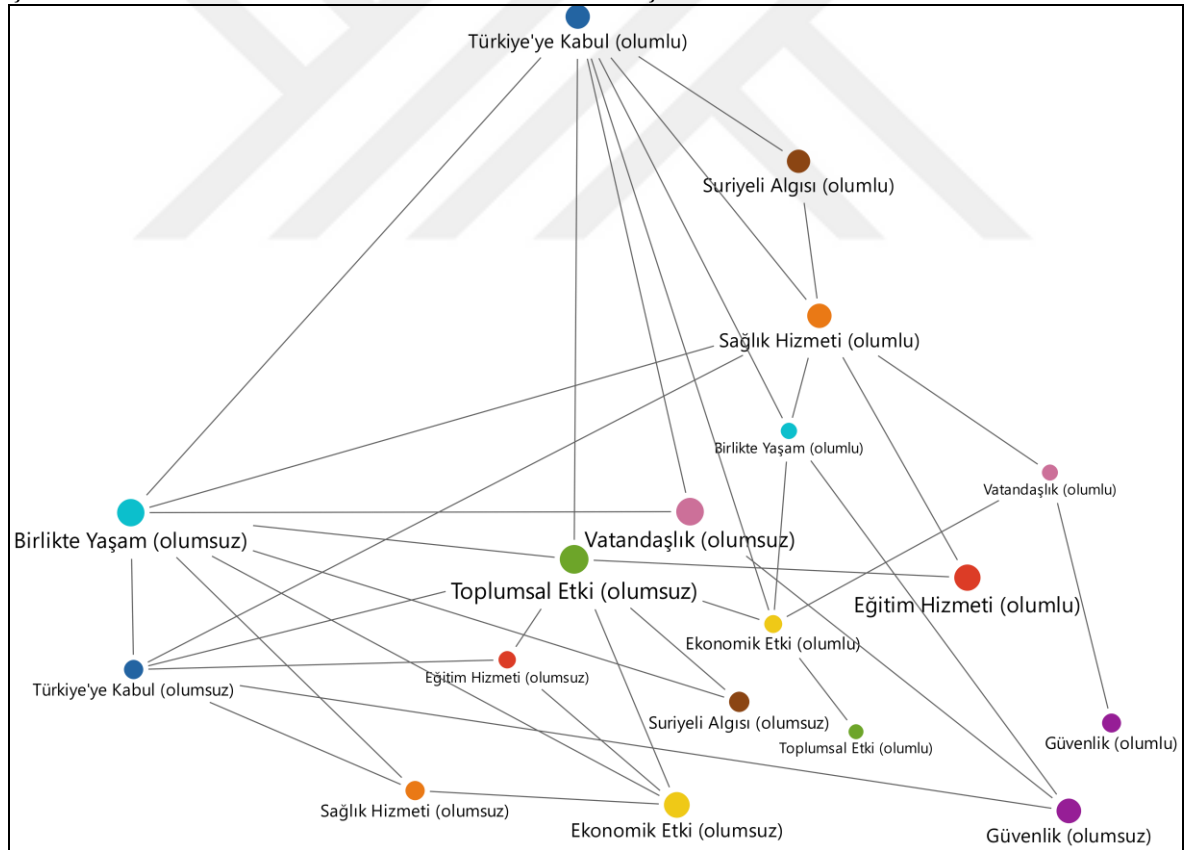 Türkiye'ye Kabul (olumlu)
Suriyeli Algısı (olumlu)
Sağlık Hizmeti (olumlu)
Birlikte Yaşam (olumlu)
Vatandaşlık (olumlu)
Birlikte Yaşam (olumsuz)
Vatandaşlık (olumsuz)
Toplumsal Etki (olumsuz)
Eğitim Hizmeti (olumlu)
Ekonomik Etki (olumlu)
Eğitim Hizmeti (olumsuz)
Türkiye'ye Kabul (olumsuz)
Suriyeli Algısı (olumsuz)
Toplumsal Etki (olumlu)
Güvenlik (olumlu)
Sağlık Hizmeti (olumsuz)
Ekonomik Etki (olumsuz)
Güvenlik (olumsuz)